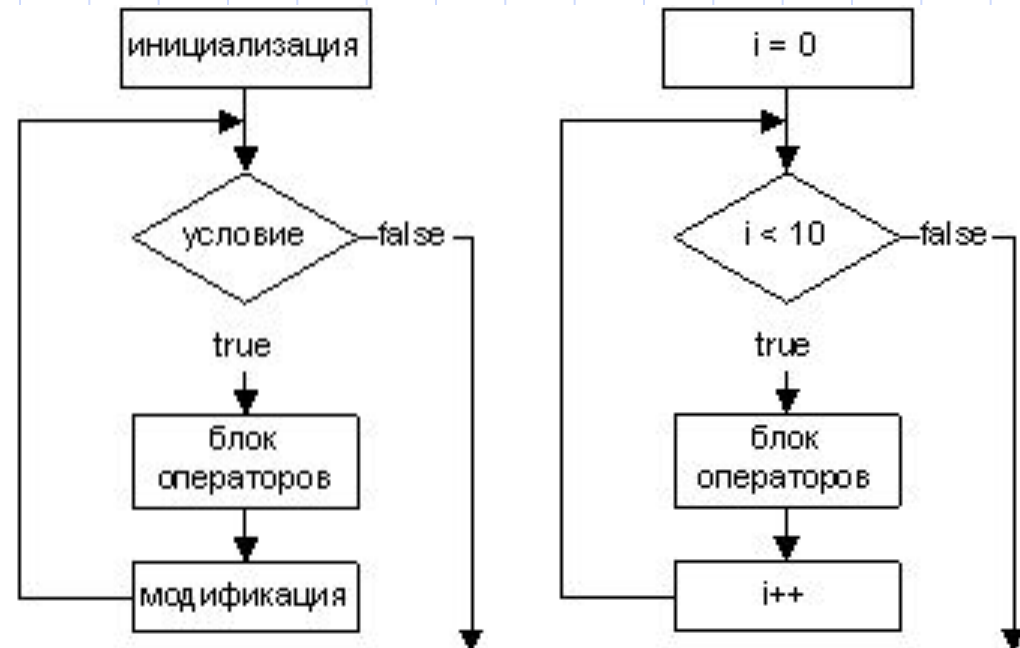 инициализация
условие
false
true
блок
операторов
модификация
i = 0
i < 10
false
true
блок
операторов
i++